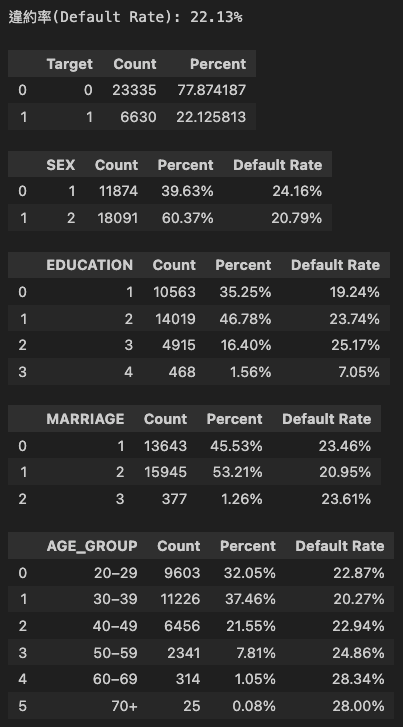 違約率(Default Rate): 22.13%
Target Count Percent
0 0 23335 77.874187
1 1 6630 22.125813
SEX Count Percent Default Rate
0 1 11874 39.63% 24.16%
1 2 18091 60.37% 20.79%
EDUCATION Count Percent Default Rate
0 1 10563 35.25% 19.24%
1 2 14019 46.78% 23.74%
2 3 4915 16.40% 25.17%
3 4 468 1.56% 7.05%
MARRIAGE Count Percent Default Rate
0 1 13643 45.53% 23.46%
1 2 15945 53.21% 20.95%
2 3 377 1.26% 23.61%
AGE_GROUP Count Percent Default Rate
0 20–29 9603 32.05% 22.87%
1 30–39 11226 37.46% 20.27%
2 40–49 6456 21.55% 22.94%
3 50–59 2341 7.81% 24.86%
4 60–69 314 1.05% 28.34%
5 70+ 25 0.08% 28.00%